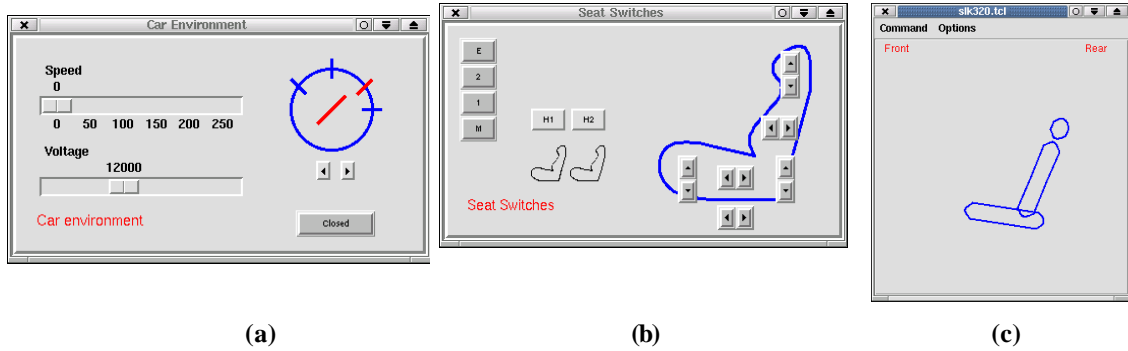 Car Environment
Speed
0
0 50 100 150 200 250
Voltage
12000
Car environment
Closed
(a)
Seat Switches
E
2
1
M
H1 H2
Seat Switches
(b)
slk320.tcl
Command Options
Front Rear
(c)